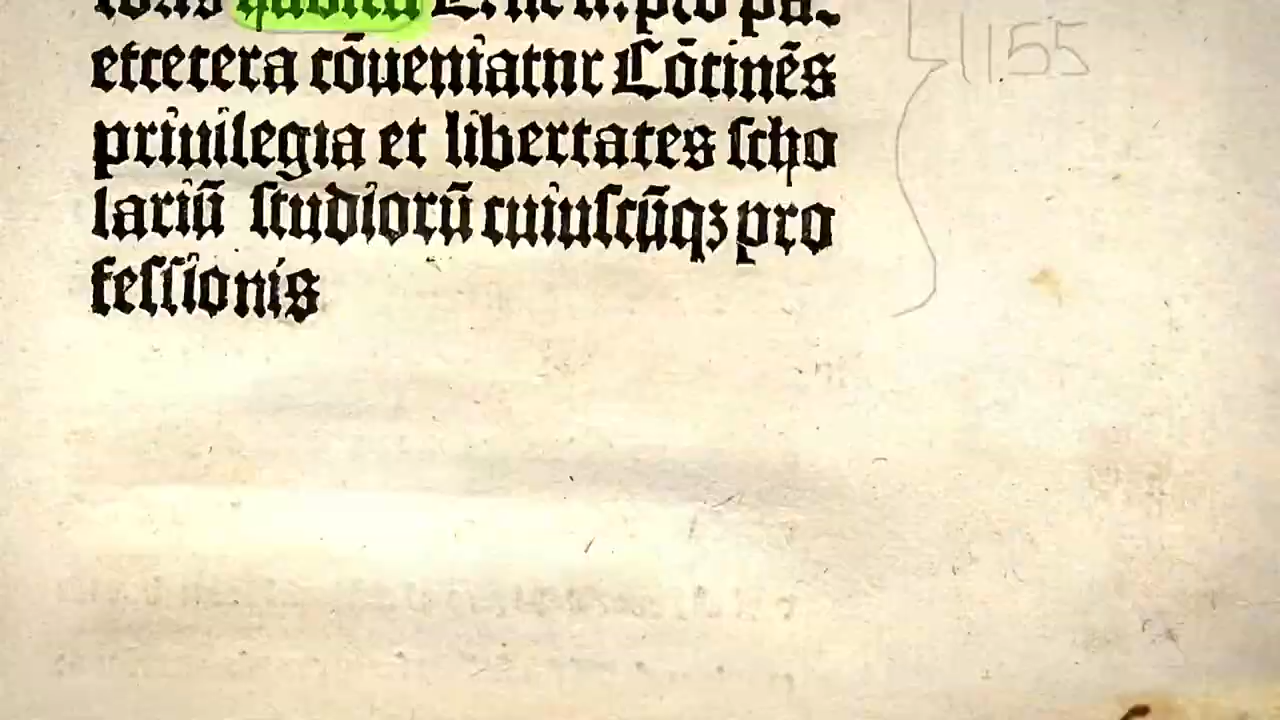 etcetera cōueniatur Cōtinēs
priuilegia et libertates scho
lariū studiorū cuiuscūqz pro
fessionis
1155